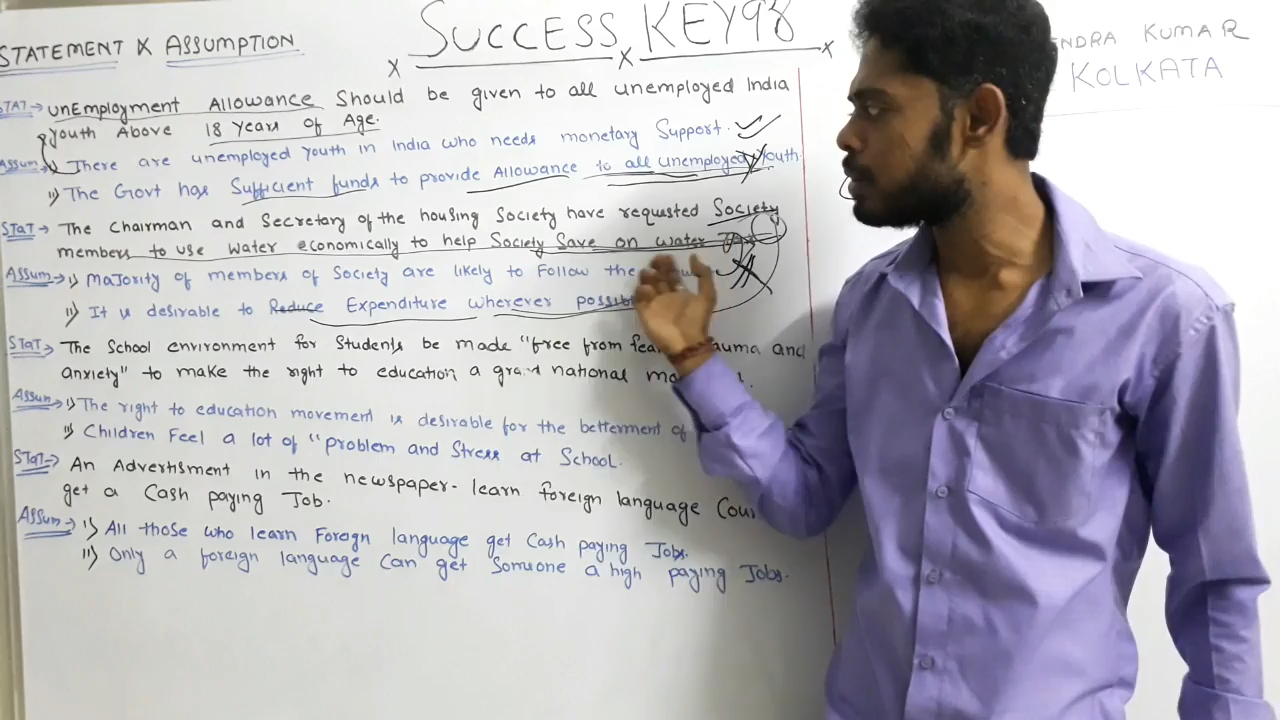 STATEMENT X ASSUMPTION
X SUCCESS X KEY98 X
ENDRA KUMAR
KOLKATA
STAT → UnEmployment Allowance Should be given to all unemployed India
youth Above 18 years of Age.
Assum → i) There are unemployed youth in India who needs monetary Support.
ii) The Govt has Sufficient funds to provide Allowance to all unemployed Youth
STAT → The Chairman and Secretary of the housing Society have requested Society
members to use water economically to help Society Save on water
Assum → i) Majority of members of Society are likely to Follow the
ii) It is desirable to Reduce Expenditure wherever possib
STAT → The School environment for Students be made "free from fear trauma and
anxiety" to make the right to education a grand national
Assum → i) The right to education movement is desirable for the betterment of
ii) Children Feel a lot of "problem and Stress at School.
STAT → An Advertisment in the newspaper- learn foreign language Cour
get a Cash paying Job.
Assum → i) All those who learn Foreign language get Cash paying Jobs.
ii) Only a foreign language Can get Someone a high paying Jobs.